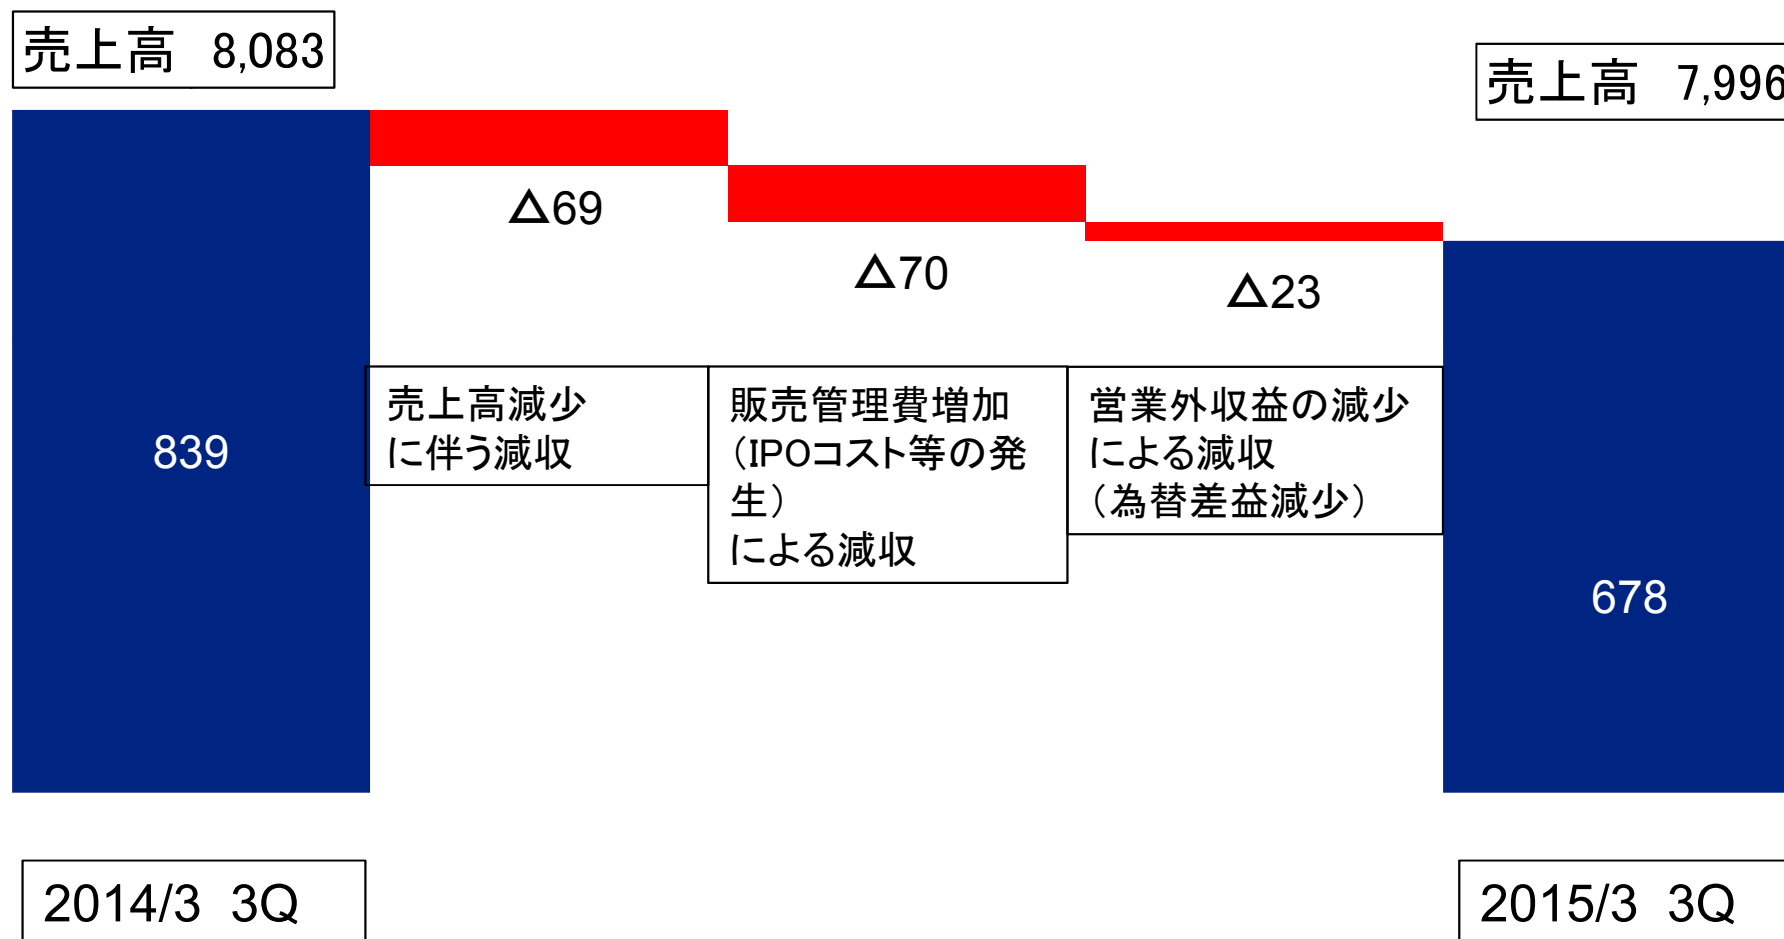 売上高 8,083
売上高 7,996
△69
△70
△23
839
売上高減少
に伴う減収
販売管理費増加
（IPOコスト等の発
生）
による減収
営業外収益の減少
による減収
（為替差益減少）
678
2014/3 3Q
2015/3 3Q